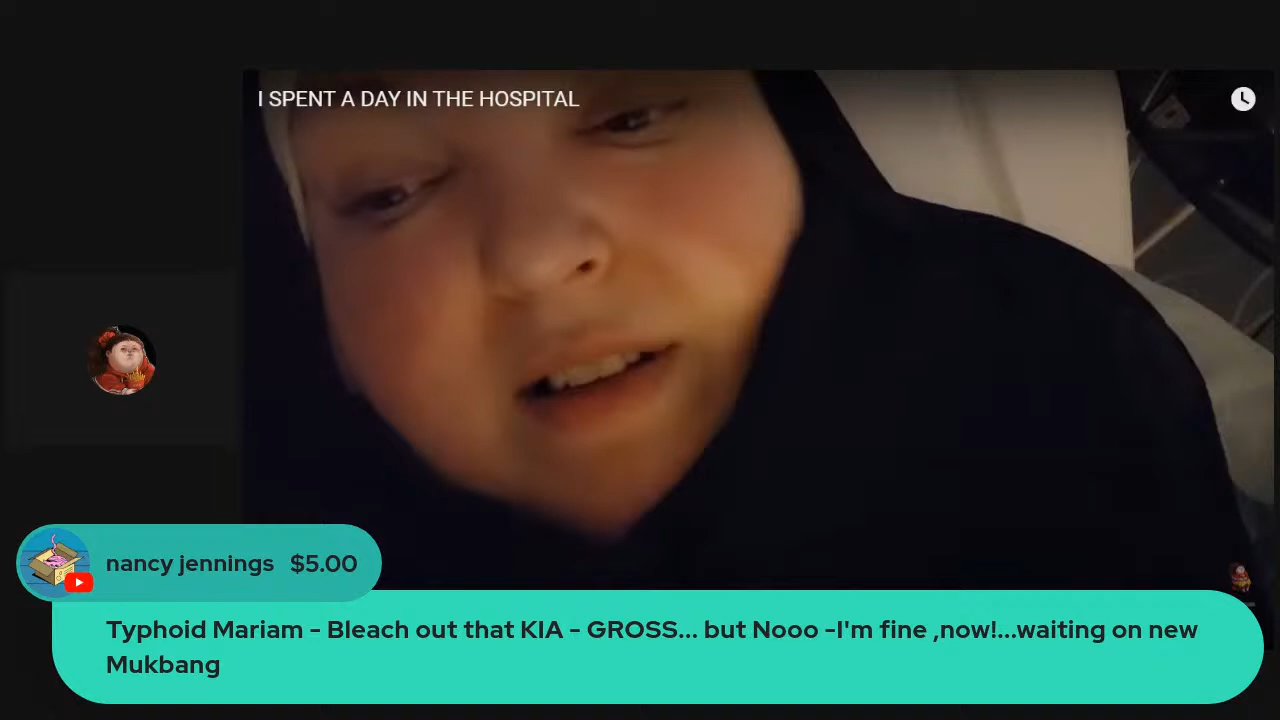 I SPENT A DAY IN THE HOSPITAL
nancy jennings $5.00
Typhoid Mariam - Bleach out that KIA - GROSS... but Nooo -I'm fine ,now!...waiting on new
Mukbang